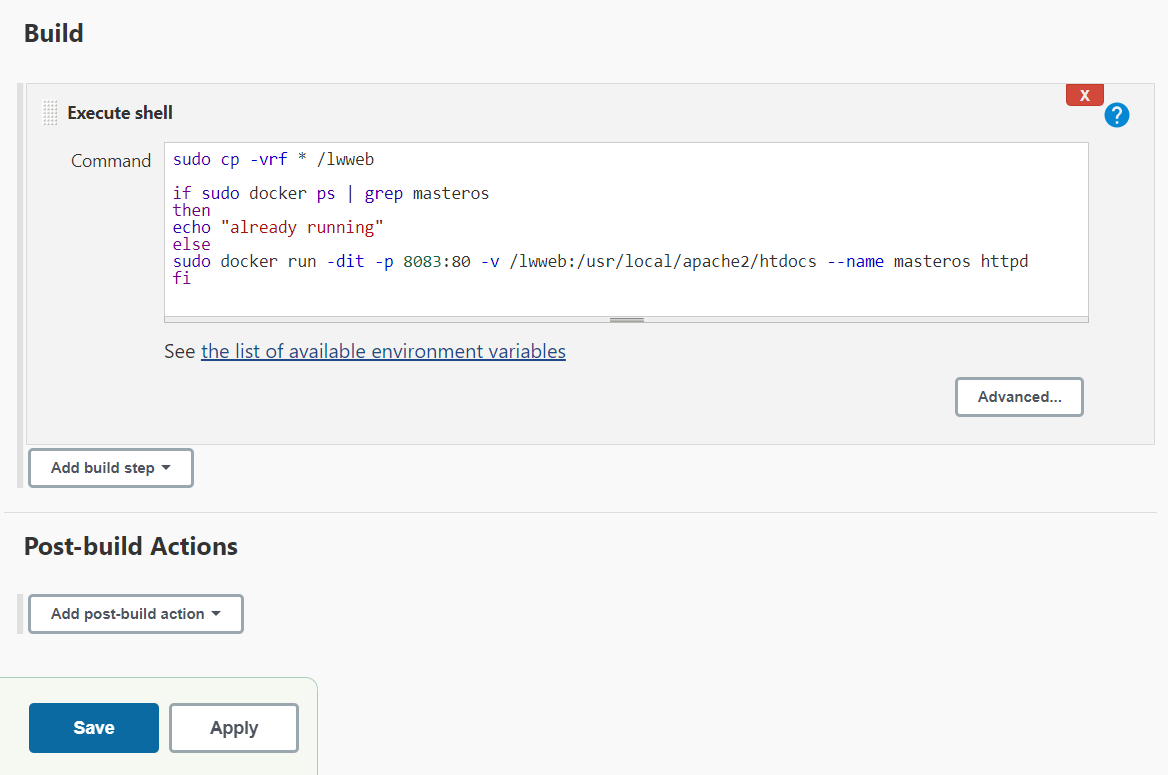 Build
X
Execute shell
?
Command
sudo cp -vrf * /lwweb
if sudo docker ps | grep masteros
then
echo "already running"
else
sudo docker run -dit -p 8083:80 -v /lwweb:/usr/local/apache2/htdocs --name masteros httpd
fi
See the list of available environment variables
Advanced...
Add build step
Post-build Actions
Add post-build action
Save
Apply